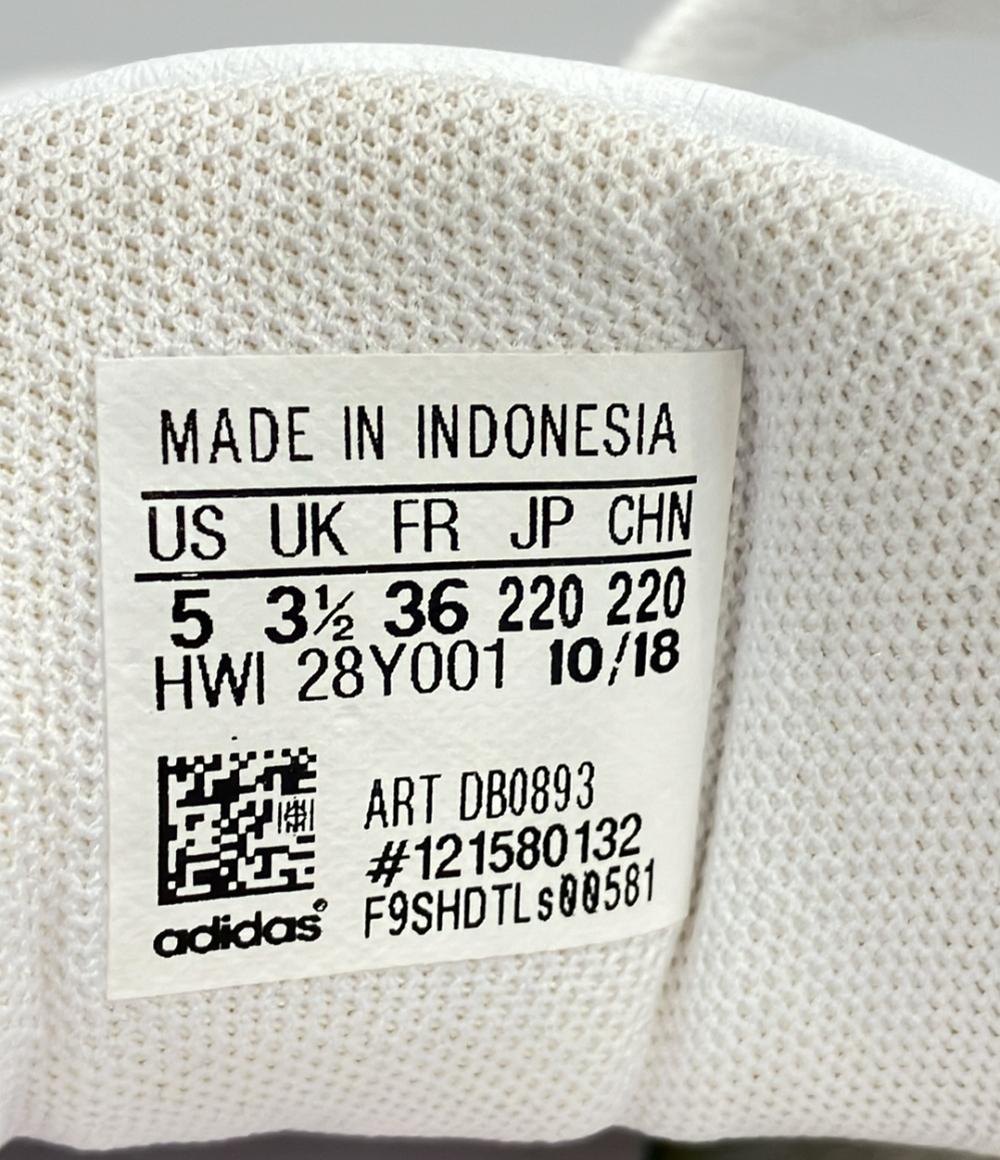 MADE IN INDONESIA
US UK FR JP CHN
5 3½ 36 220 220
HWI 28Y001 10/18
ART DB0893
#121580132
F9SHDTLs00581
adidas®